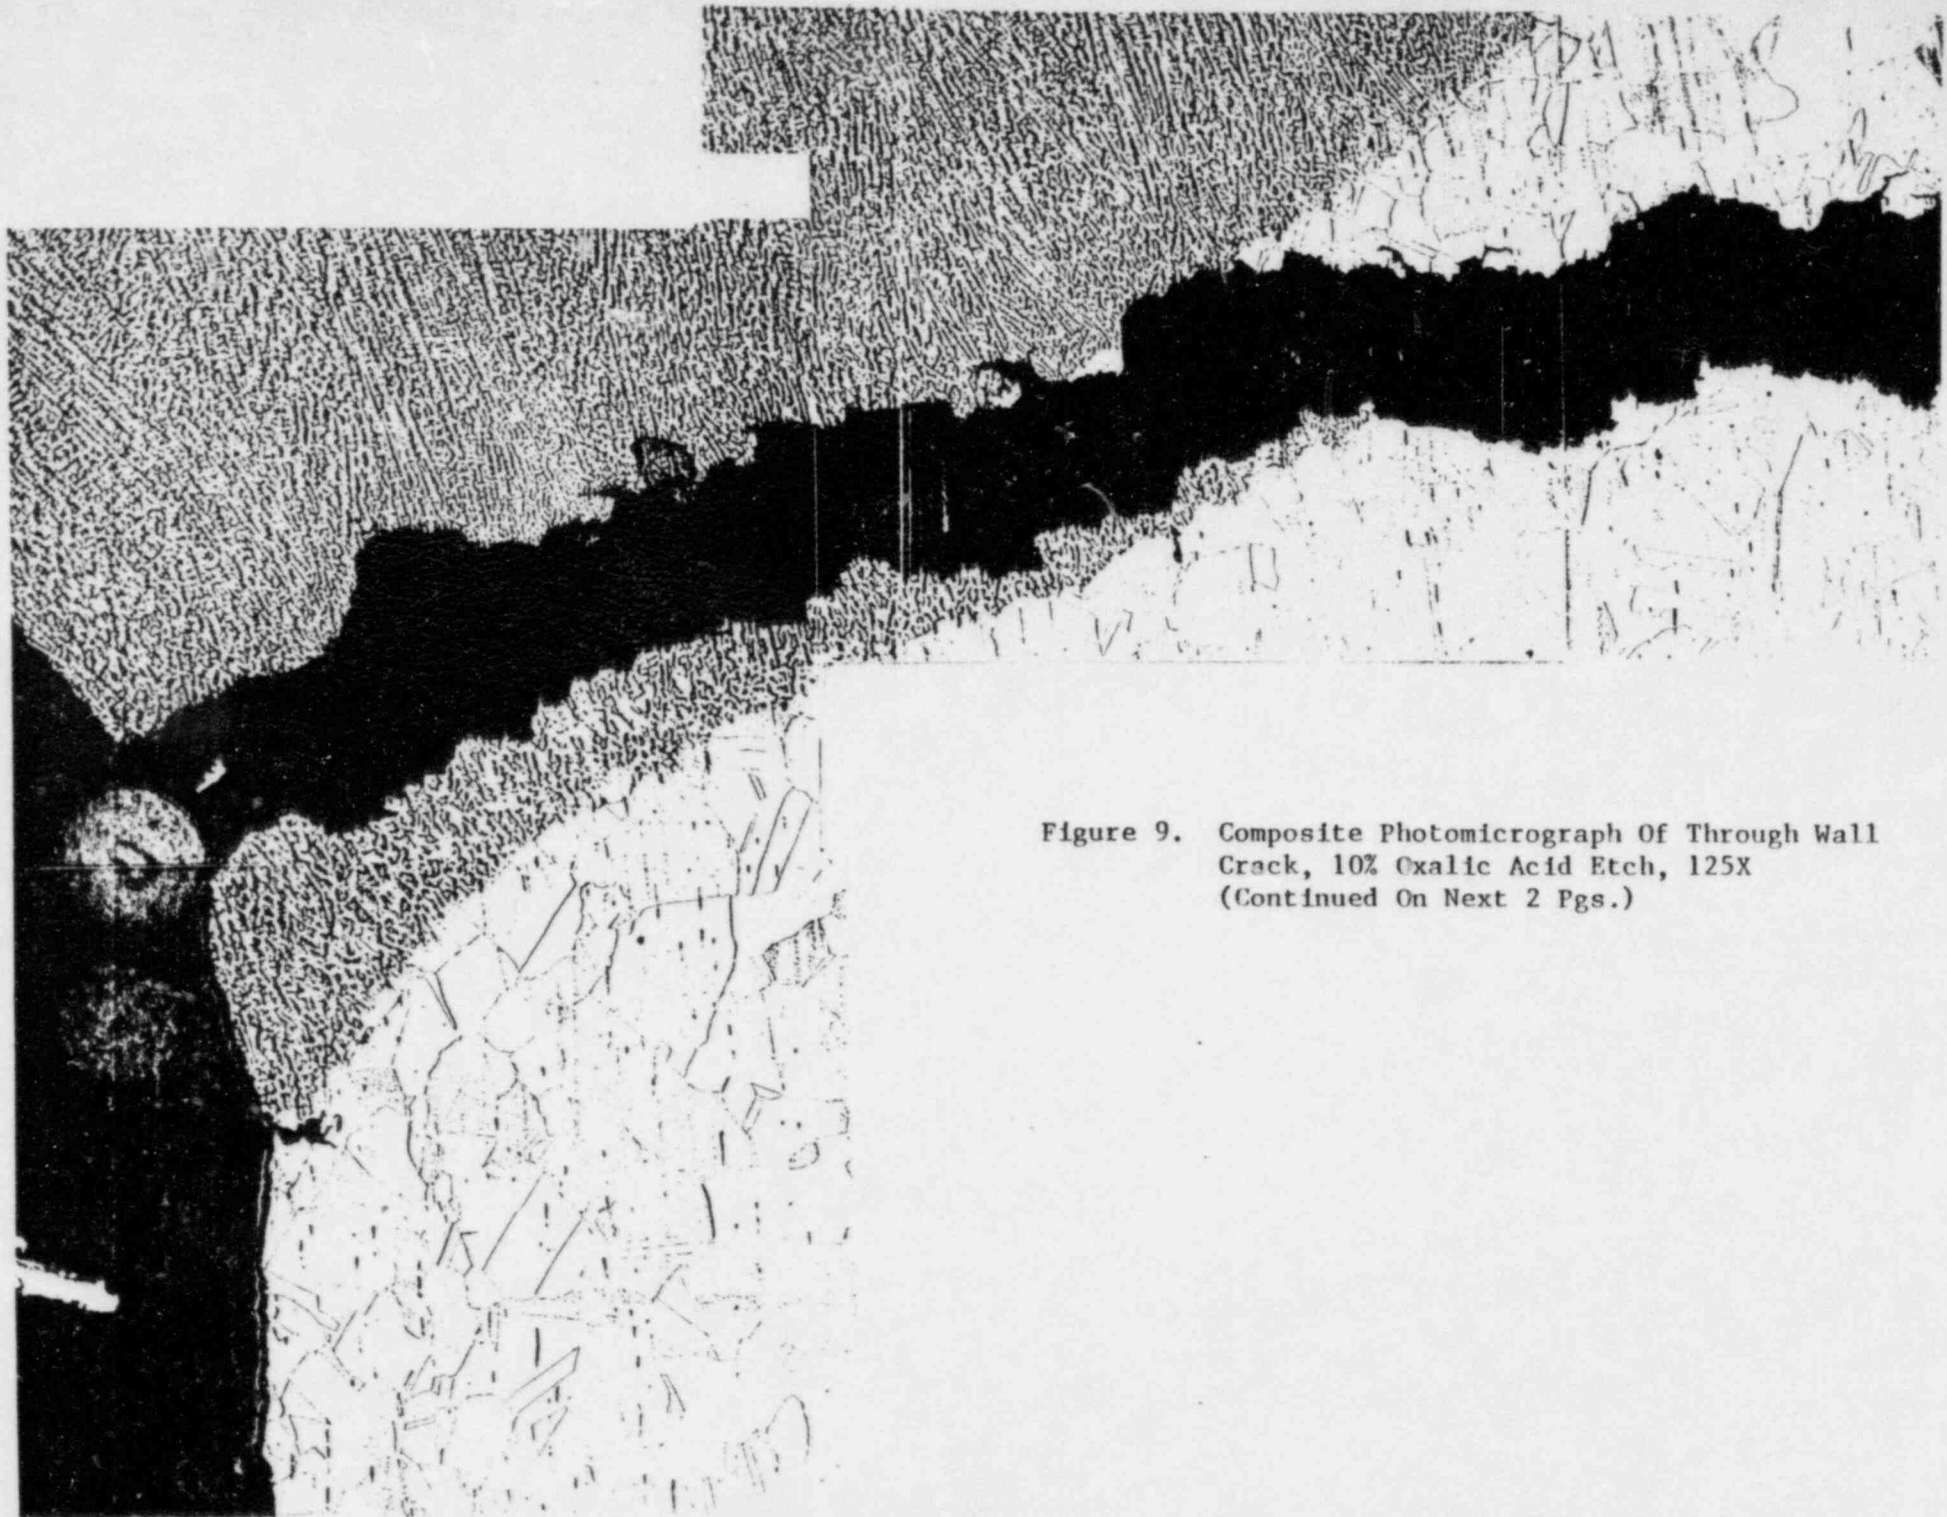 Figure 9. Composite Photomicrograph Of Through Wall
Crack, 10% Oxalic Acid Etch, 125X
(Continued On Next 2 Pgs.)